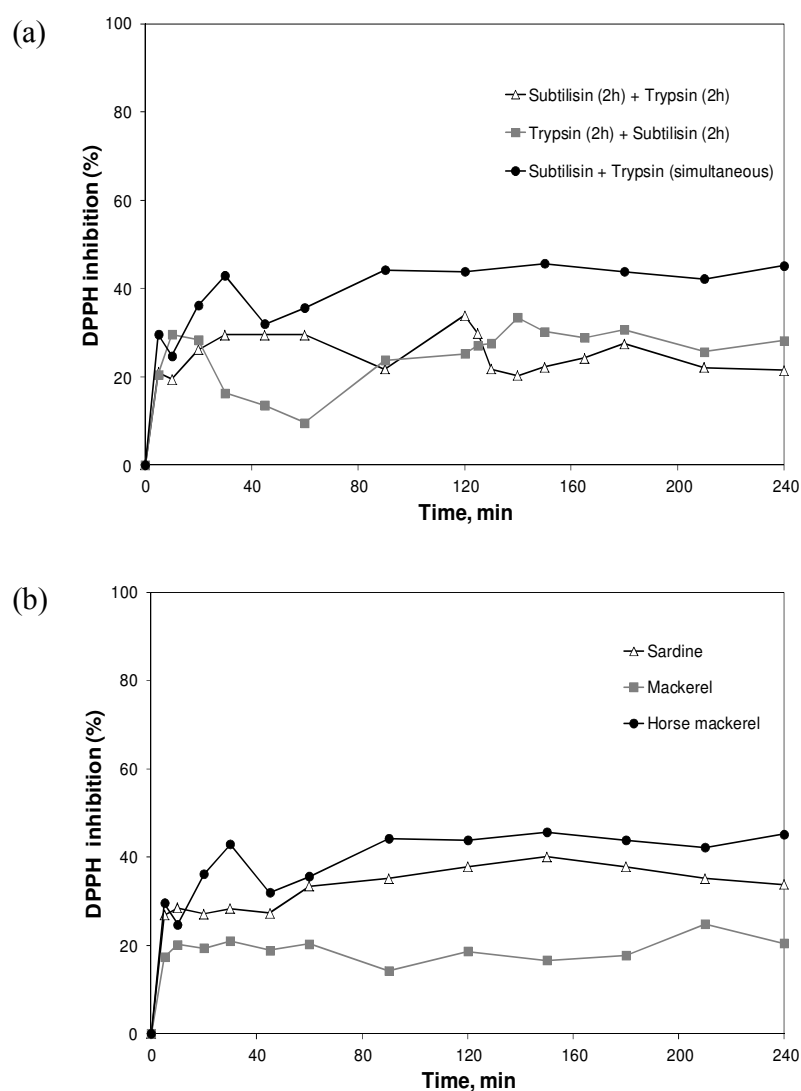 (a)
100
80
60
40
20
0
DPPH inhibition (%)
Subtilisin (2h) + Trypsin (2h)
Trypsin (2h) + Subtilisin (2h)
Subtilisin + Trypsin (simultaneous)
0 40 80 120 160 200 240
Time, min
(b)
100
80
60
40
20
0
DPPH inhibition (%)
Sardine
Mackerel
Horse mackerel
0 40 80 120 160 200 240
Time, min